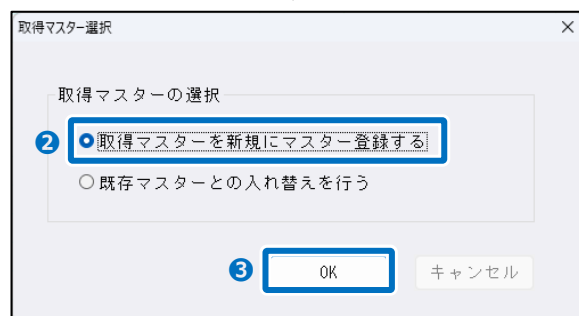 取得マスター選択
取得マスターの選択
❷ 取得マスターを新規にマスター登録する
既存マスターとの入れ替えを行う
❸ OK キャンセル